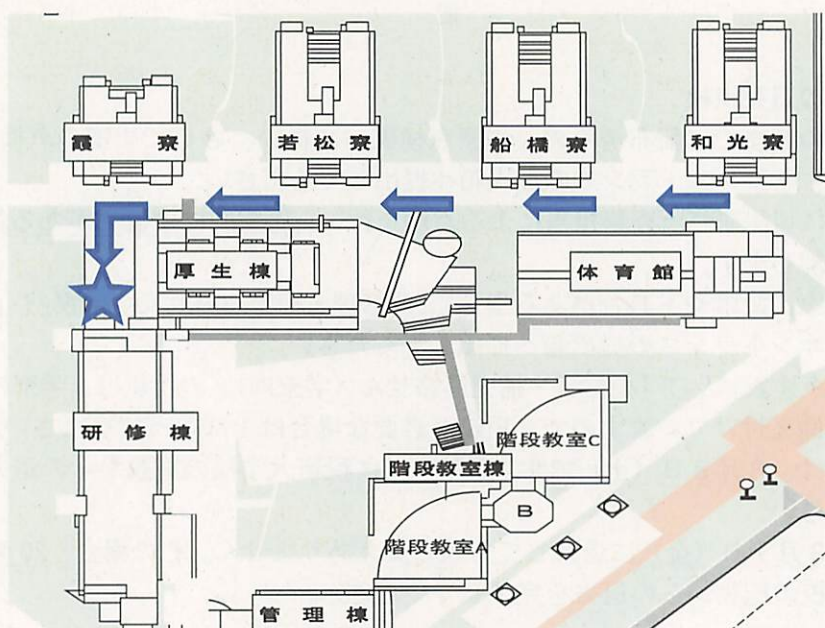 霞 寮
若松寮
船橋寮
和光寮
厚生棟
体育館
研修棟
階段教室C
階段教室棟
B
階段教室A
管理棟